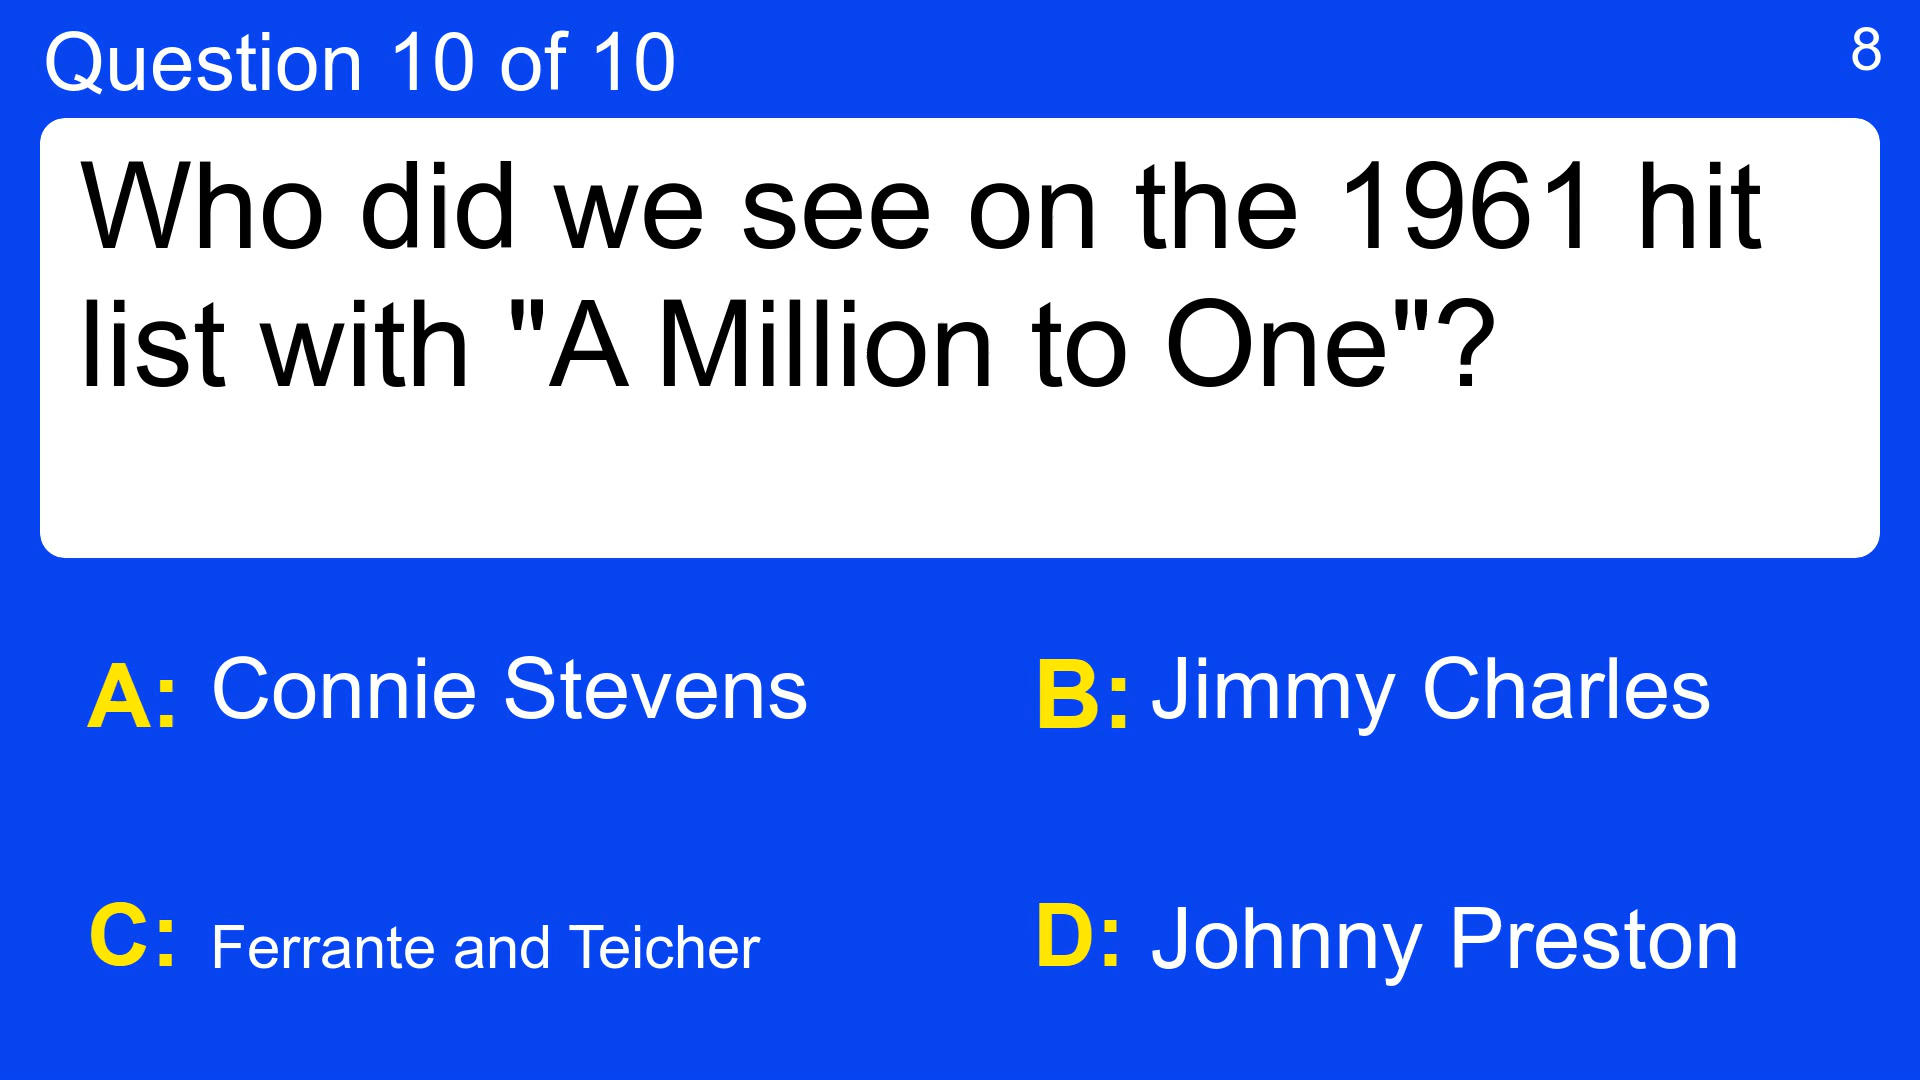 Question 10 of 10
8
Who did we see on the 1961 hit
list with "A Million to One"?
A: Connie Stevens
B: Jimmy Charles
C: Ferrante and Teicher
D: Johnny Preston